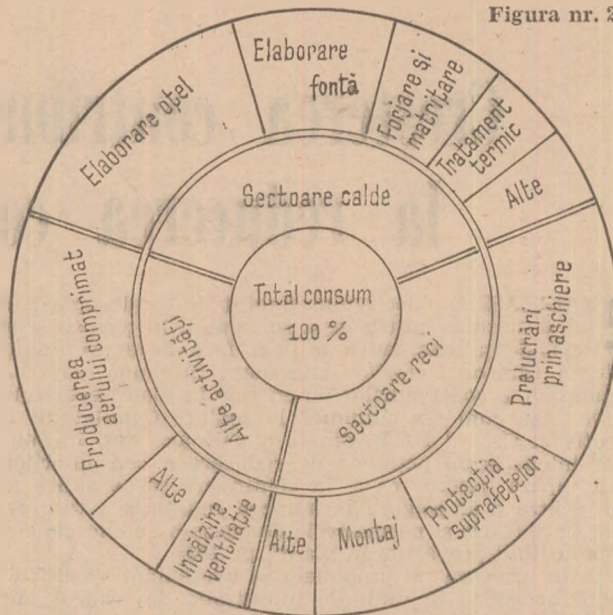 Figura nr. 2
Elaborare oțel
Elaborare
fontă
Forjare și
matrițare
Tratament
termic
Alte
Sectoare calde
Total consum
100 %
Alte activități
Sectoare reci
Prelucrări
prin așchiere
Protecția
suprafețelor
Montaj
Alte
Incălzire
ventilație
Alte
Producerea
aerului comprimat